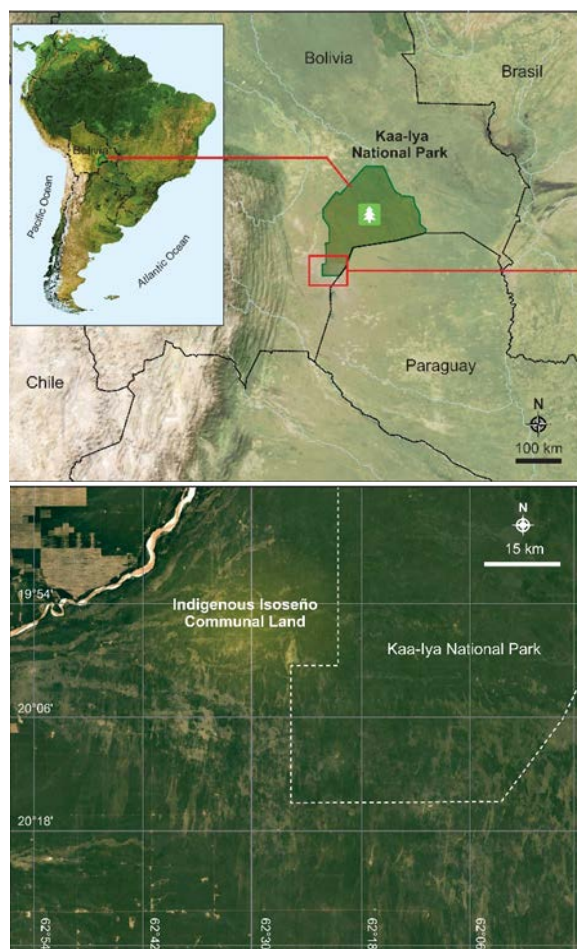 Bolivia
Brasil
Kaa-Iya
National Park
Bolivia
Pacific Ocean
Atlantic Ocean
Chile
Paraguay
N
100 km
N
15 km
19°54'
Indigenous Isoseño
Communal Land
Kaa-Iya National Park
20°06'
20°18'
62°54'
62°42'
62°30'
62°18'
62°06'